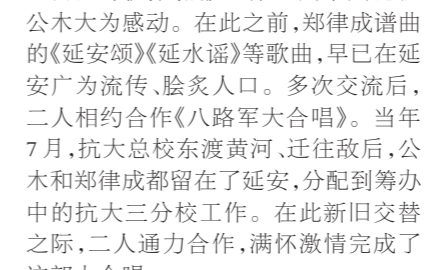 公木大为感动。在此之前,郑律成谱曲
的《延安颂》《延水谣》等歌曲,早已在延
安广为流传、脍炙人口。多次交流后,
二人相约合作《八路军大合唱》。当年
7月,抗大总校东渡黄河、迁往敌后,公
木和郑律成都留在了延安,分配到筹办
中的抗大三分校工作。在此新旧交替
之际,二人通力合作,满怀激情完成了